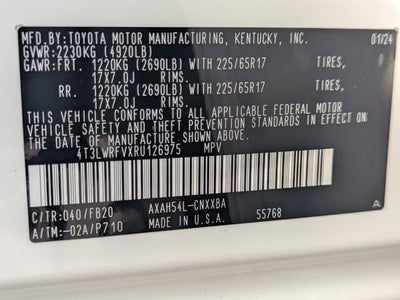 MFD.BY:TOYOTA MOTOR MANUFACTURING, KENTUCKY, INC. 01/24
GVWR:2230KG (4920LB)
GAWR:FRT. 1220KG (2690LB) WITH 225/65R17 TIRES,
17X7.0J RIMS.
RR. 1220KG (2690LB) WITH 225/65R17 TIRES,
17X7.0J RIMS.
THIS VEHICLE CONFORMS TO ALL APPLICABLE FEDERAL MOTOR
VEHICLE SAFETY AND THEFT PREVENTION STANDARDS IN EFFECT
ON THE DATE OF MANUFACTURE SHOWN ABOVE.
4T3LWRFVXRU126975 MPV
C/TR:040/FB20 AXAH54L-CNXXBA
A/TM:-02A/P710 MADE IN U.S.A. 55768 A